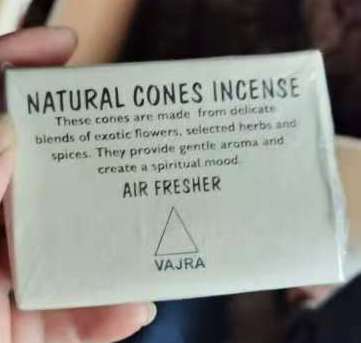 NATURAL CONES INCENSE
These cones are made from delicate
blends of exotic flowers, selected herbs and
spices. They provide gentle aroma and
create a spiritual mood.
AIR FRESHER
VAJRA